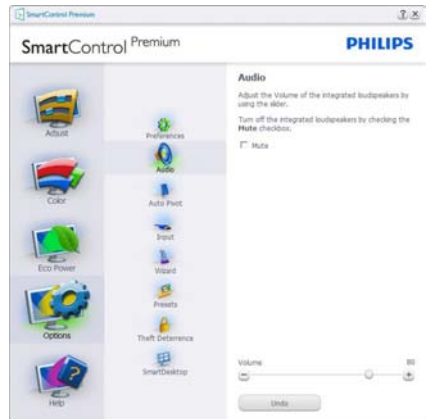 SmartControl Premium
SmartControl Premium
PHILIPS
Adjust
Color
Eco Power
Options
Help
Preferences
Audio
Auto Pivot
Input
Wizard
Presets
Theft Deterrence
SmartDesktop
Audio
Adjust the Volume of the integrated loudspeakers by
using the slider.
Turn off the integrated loudspeakers by checking the
Mute checkbox.
Mute
Volume 80
Undo